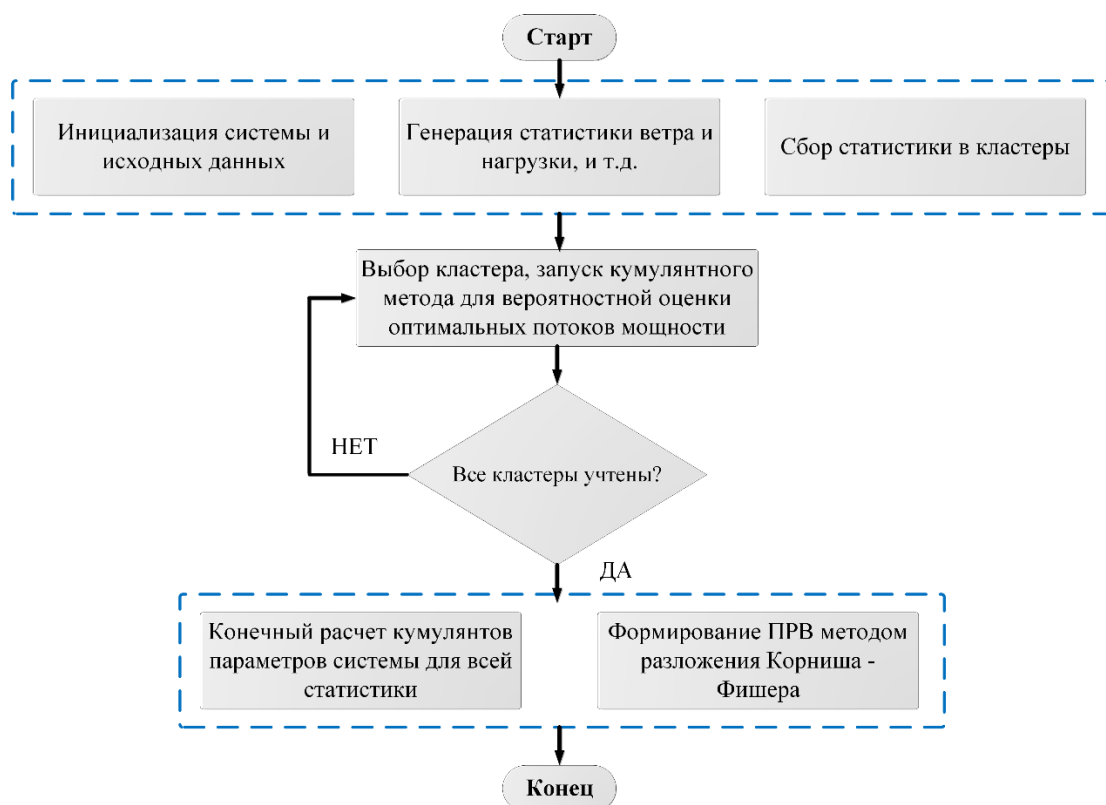 Старт
Инициализация системы и
исходных данных
Генерация статистики ветра и
нагрузки, и т.д.
Сбор статистики в кластеры
Выбор кластера, запуск кумулянтного
метода для вероятностной оценки
оптимальных потоков мощности
НЕТ
Все кластеры учтены?
ДА
Конечный расчет кумулянтов
параметров системы для всей
статистики
Формирование ПРВ методом
разложения Корниша -
Фишера
Конец